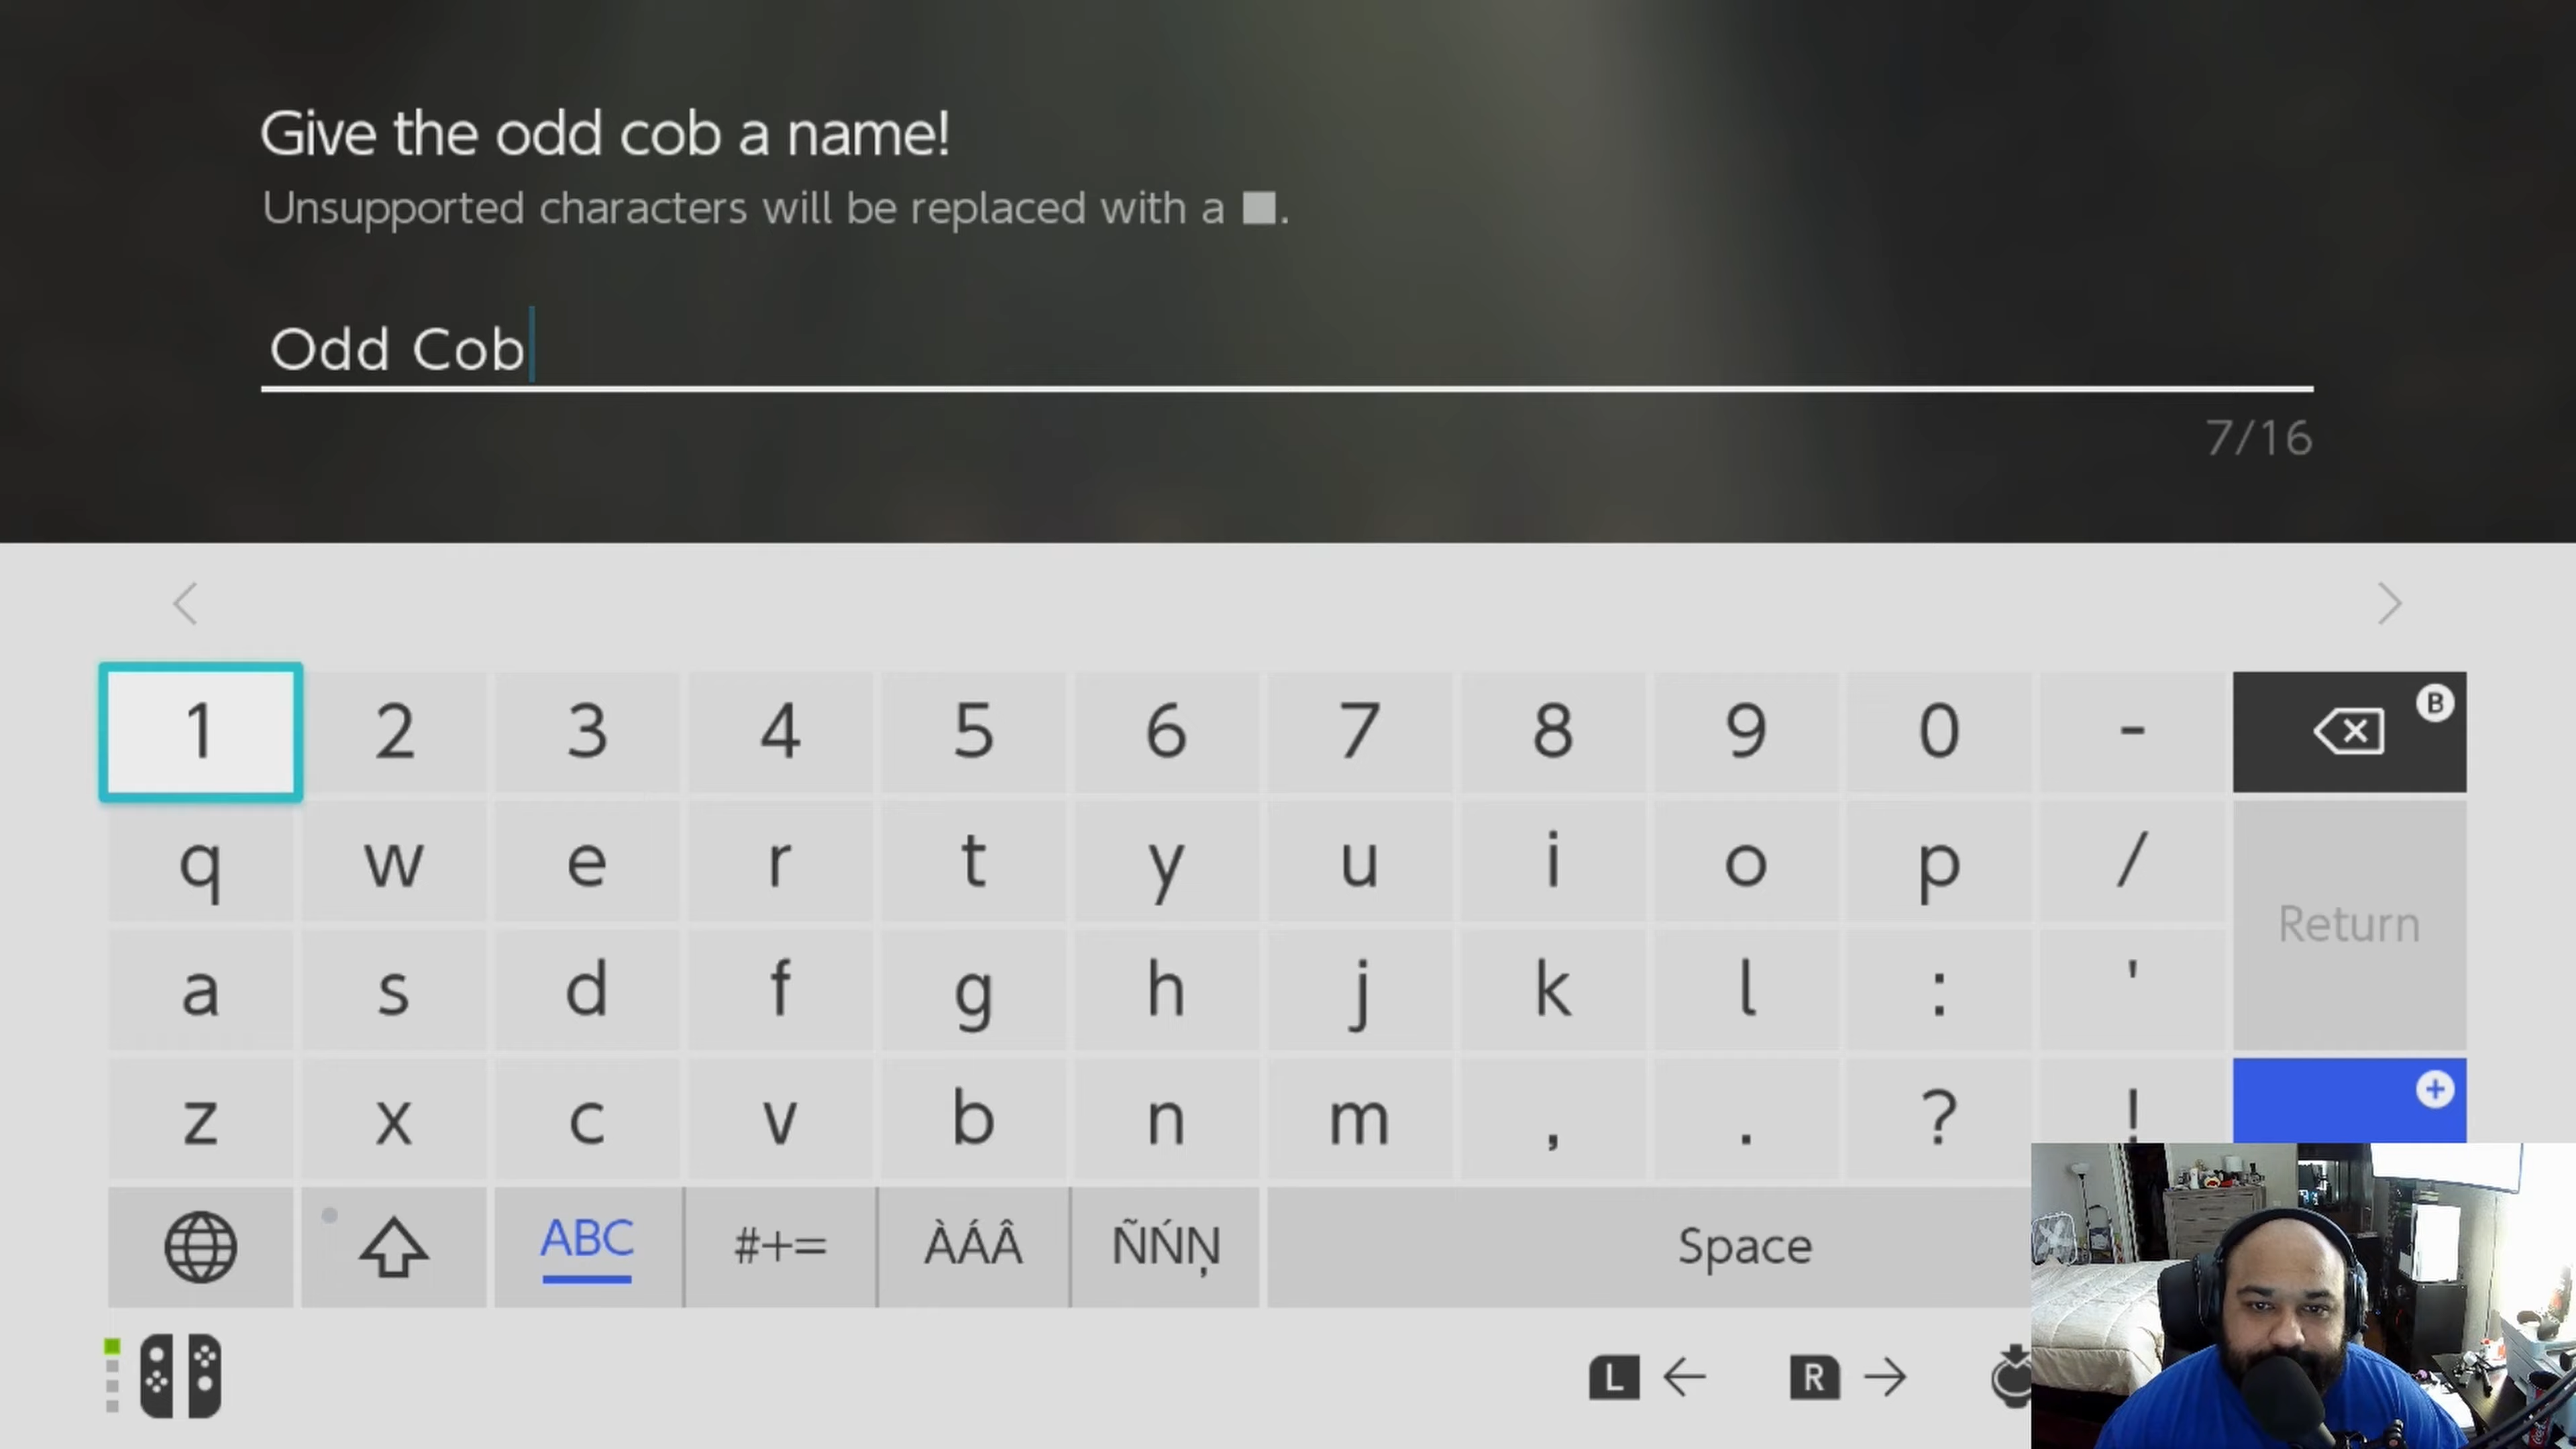 Give the odd cob a name!
Unsupported characters will be replaced with a ■.
Odd Cob
7/16
1 2 3 4 5 6 7 8 9 0 - B
q w e r t y u i o p /
Return
a s d f g h j k l : '
z x c v b n m , . ? ! +
ABC #+= ÀÁÂ ÑŃŅ Space
L ← R →